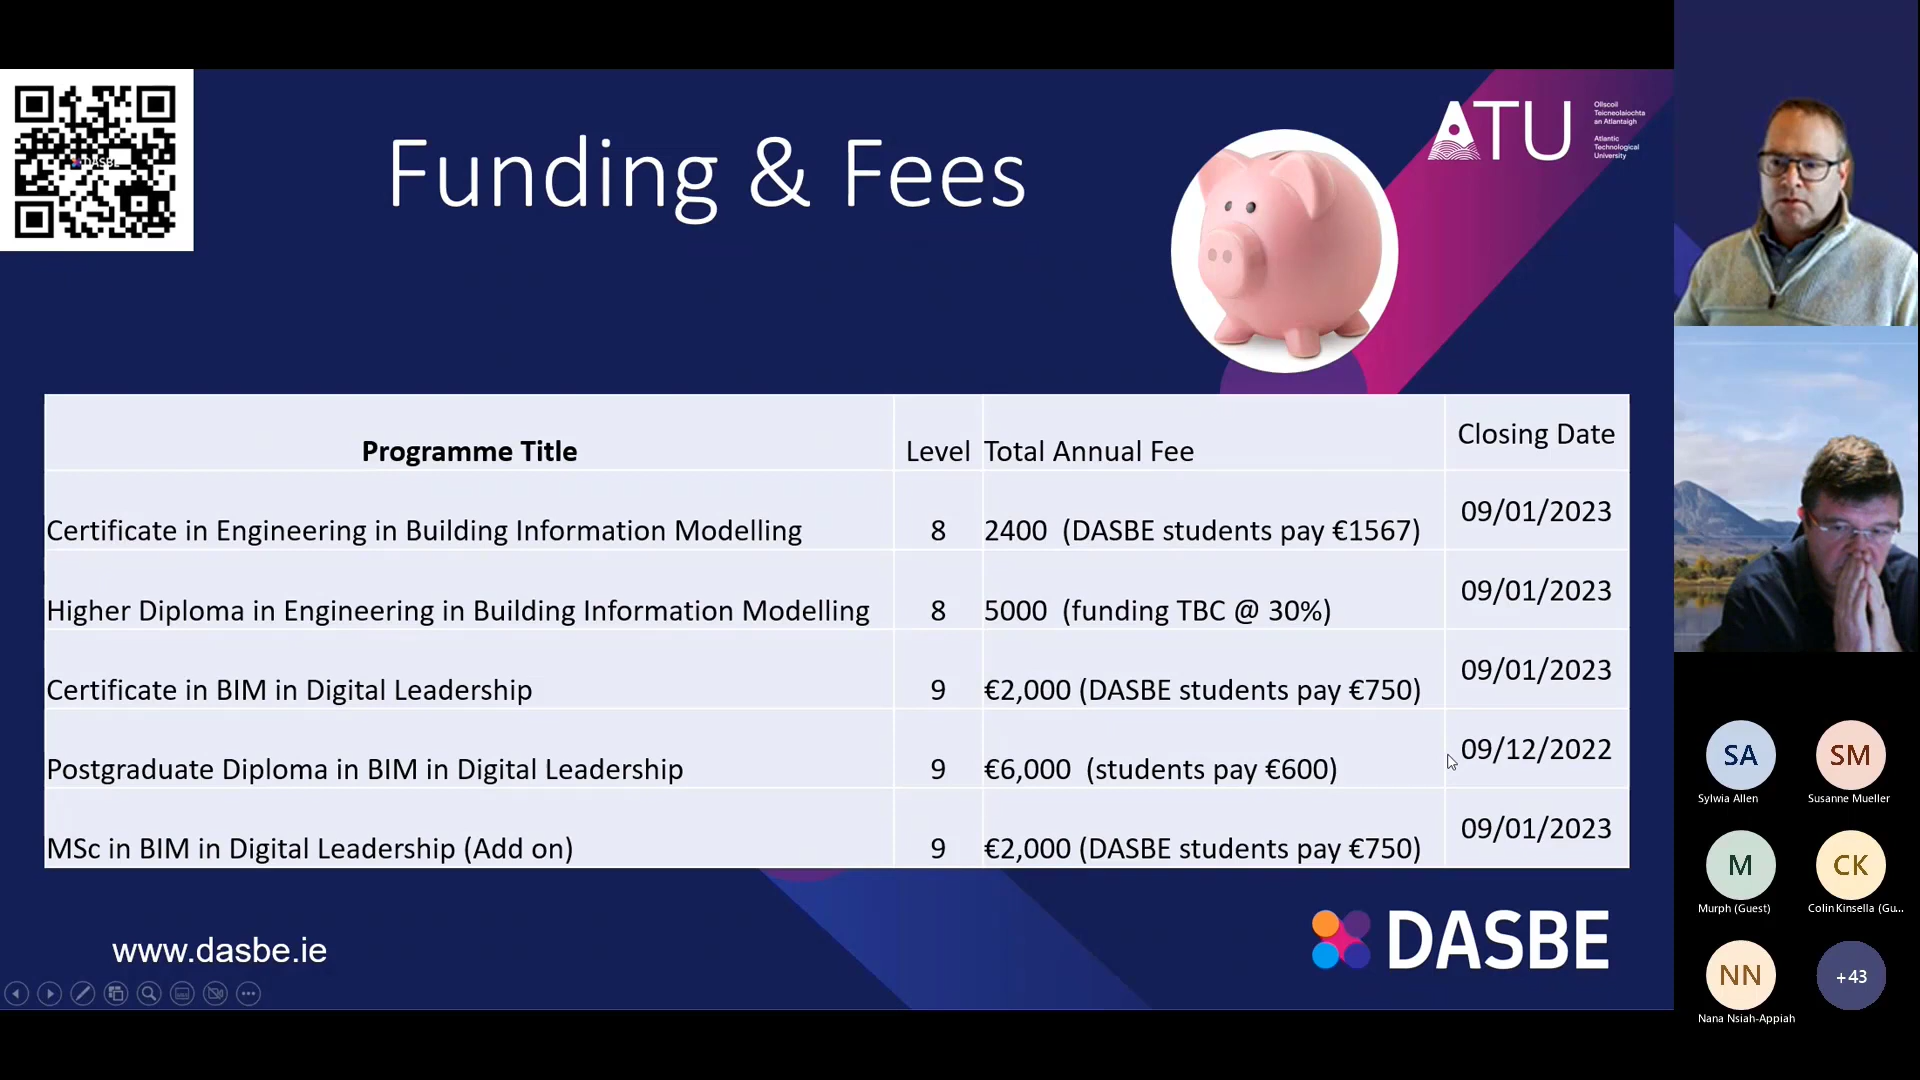 DASBE
Funding & Fees
ATU
Ollscoil
Teicneolaíochta
an Atlantaigh
Atlantic
Technological
University
Programme Title Level Total Annual Fee Closing Date
Certificate in Engineering in Building Information Modelling 8 2400 (DASBE students pay €1567) 09/01/2023
Higher Diploma in Engineering in Building Information Modelling 8 5000 (funding TBC @ 30%) 09/01/2023
Certificate in BIM in Digital Leadership 9 €2,000 (DASBE students pay €750) 09/01/2023
Postgraduate Diploma in BIM in Digital Leadership 9 €6,000 (students pay €600) 09/12/2022
MSc in BIM in Digital Leadership (Add on) 9 €2,000 (DASBE students pay €750) 09/01/2023
www.dasbe.ie
DASBE
SA SM
Sylwia Allen Susanne Mueller
M CK
Murph (Guest) Colin Kinsella (Gu...
NN +43
Nana Nsiah-Appiah